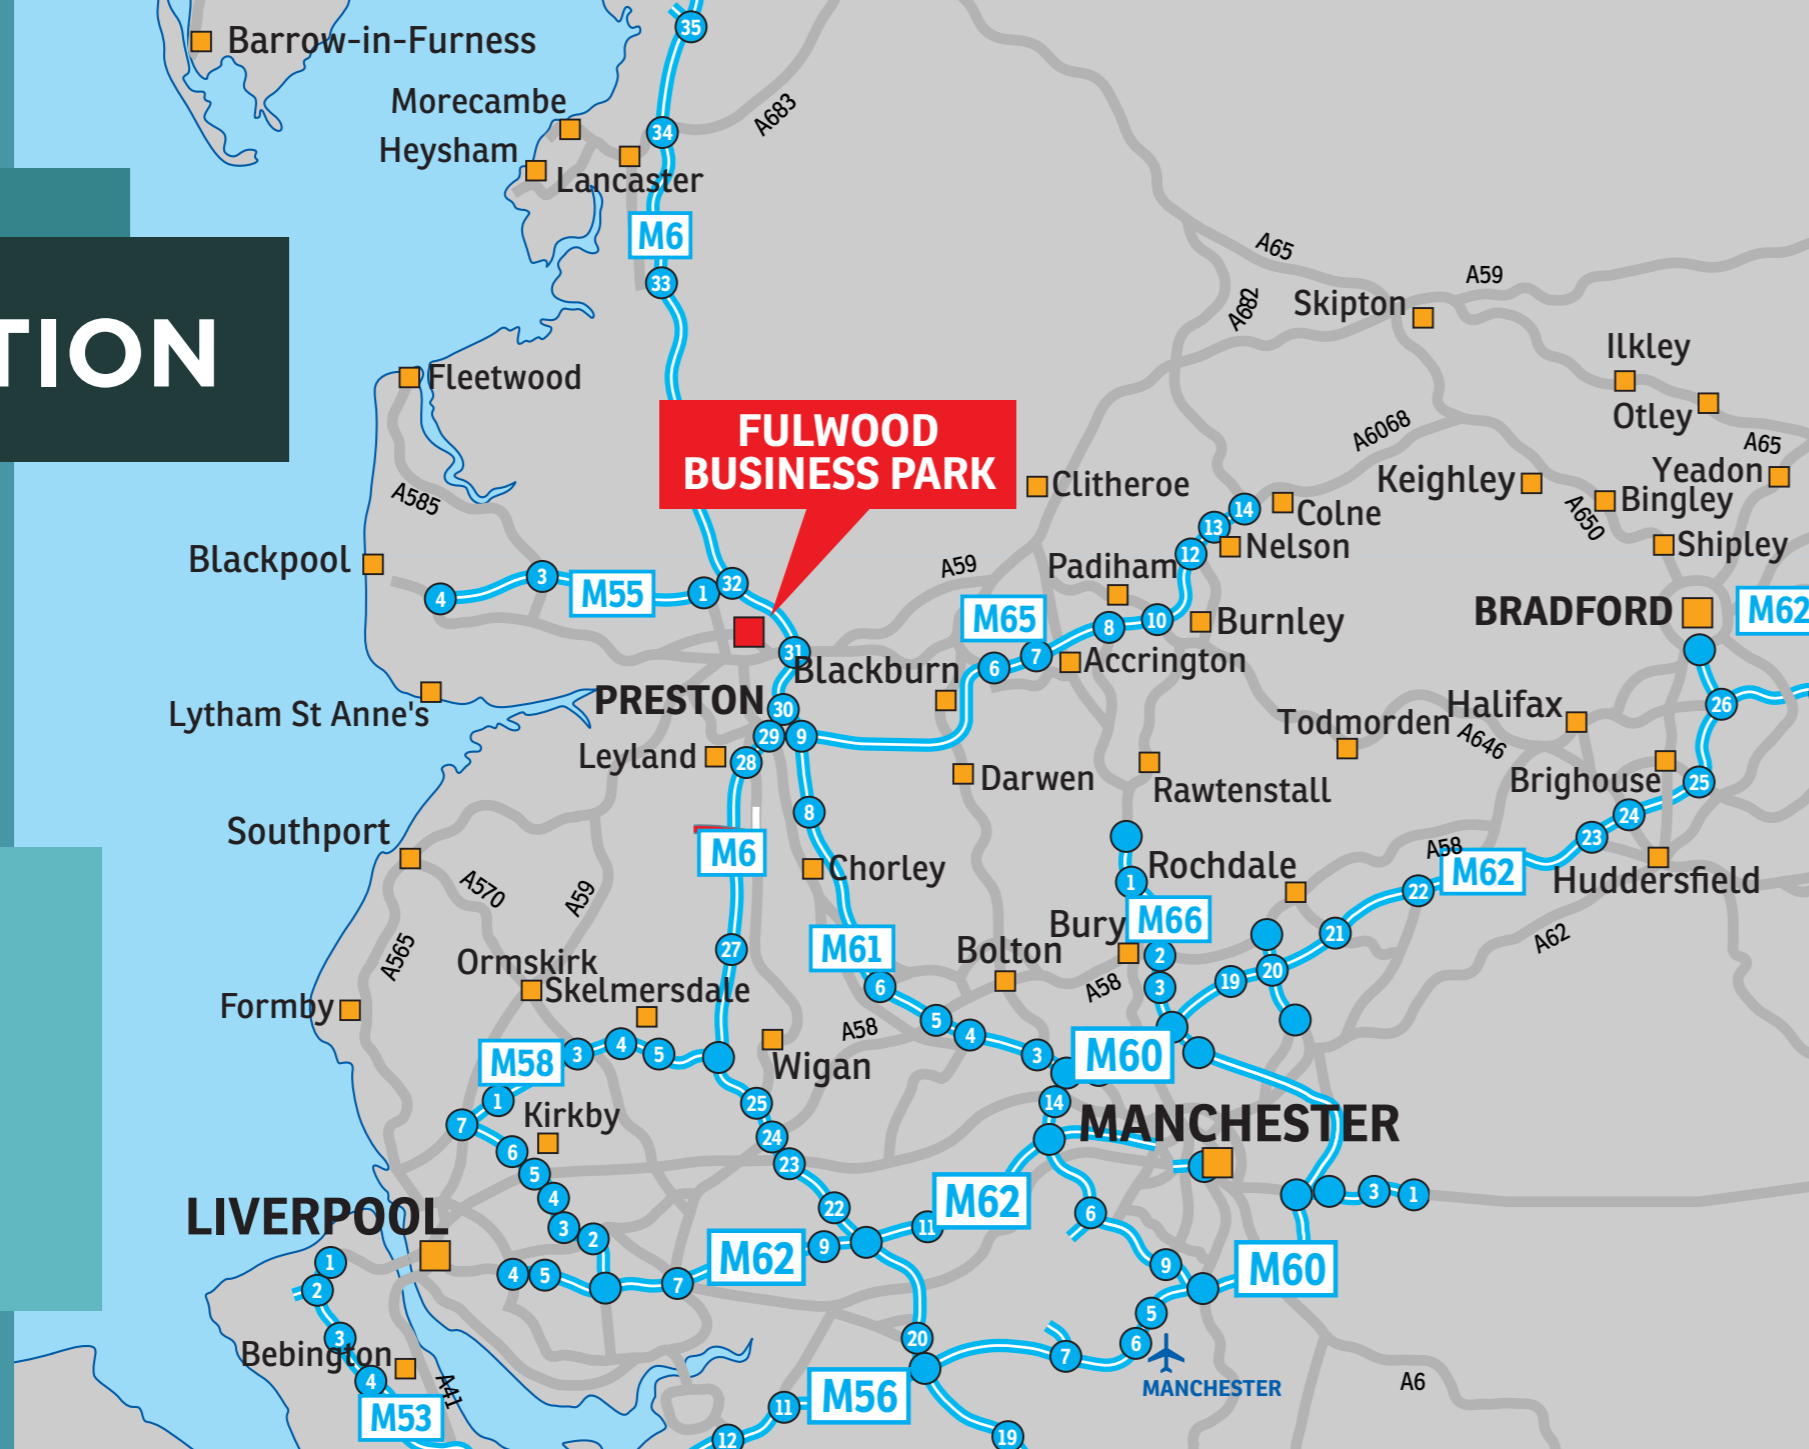 35
Barrow-in-Furness
Morecambe
A683
34
Heysham
Lancaster
M6
A65
A59
33
A682
Skipton
TION
Ilkley
Fleetwood
Otley
FULWOOD
BUSINESS PARK
A6068
A65
Yeadon
Clitheroe
Keighley
A585
14
Colne
Bingley
A650
13
Nelson
Shipley
12
Blackpool
3
M55
1
32
A59
Padiham
4
M65
8
10
Burnley
BRADFORD
M62
31
Blackburn
6
7
Accrington
PRESTON
30
Lytham St Anne's
26
Halifax
Todmorden
A646
29
9
Leyland
28
Darwen
Rawtenstall
Brighouse
25
8
24
Southport
23
M6
A58
Chorley
Rochdale
M62
Huddersfield
1
22
A570
A59
M66
Bury
21
A62
M61
27
Bolton
2
A565
Ormskirk
20
Skelmersdale
6
A58
3
19
Formby
5
4
A58
M58
3
4
5
3
M60
Wigan
1
25
14
Kirkby
MANCHESTER
7
24
6
23
5
4
22
M62
3
1
LIVERPOOL
3
2
11
6
1
M62
9
9
M60
4
5
7
2
5
3
20
6
7
Bebington
MANCHESTER
A6
4
A41
M56
11
M53
12
19